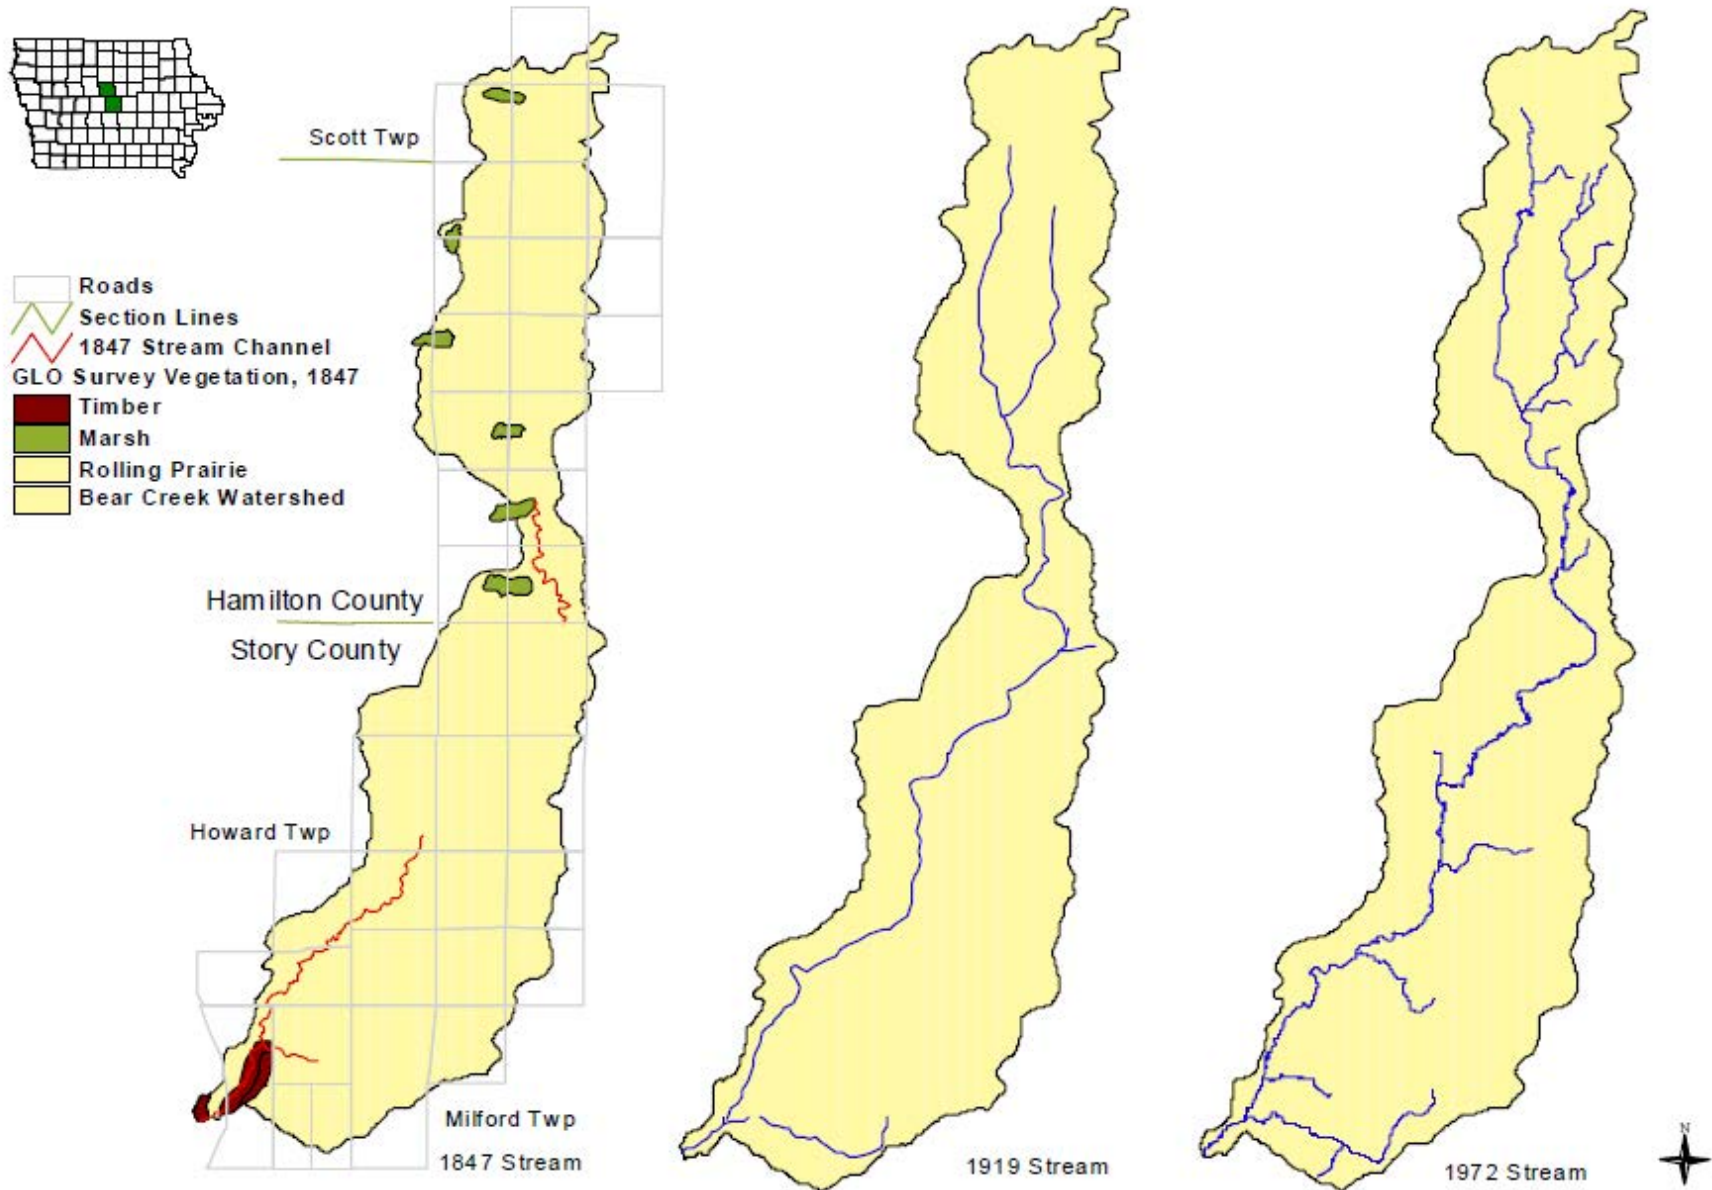 Scott Twp
Roads
Section Lines
1847 Stream Channel
GLO Survey Vegetation, 1847
Timber
Marsh
Rolling Prairie
Bear Creek Watershed
Hamilton County
Story County
Howard Twp
Milford Twp
1847 Stream
1919 Stream
1972 Stream
N